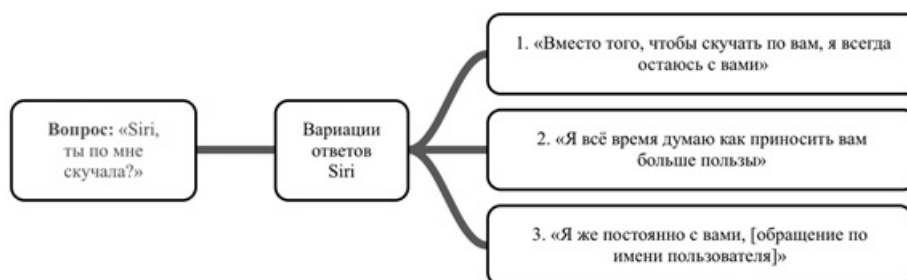 Вопрос: «Siri,
ты по мне
скучала?»
Вариации
ответов
Siri
1. «Вместо того, чтобы скучать по вам, я всегда
остаюсь с вами»
2. «Я всё время думаю как приносить вам
больше пользы»
3. «Я же постоянно с вами, [обращение по
имени пользователя]»